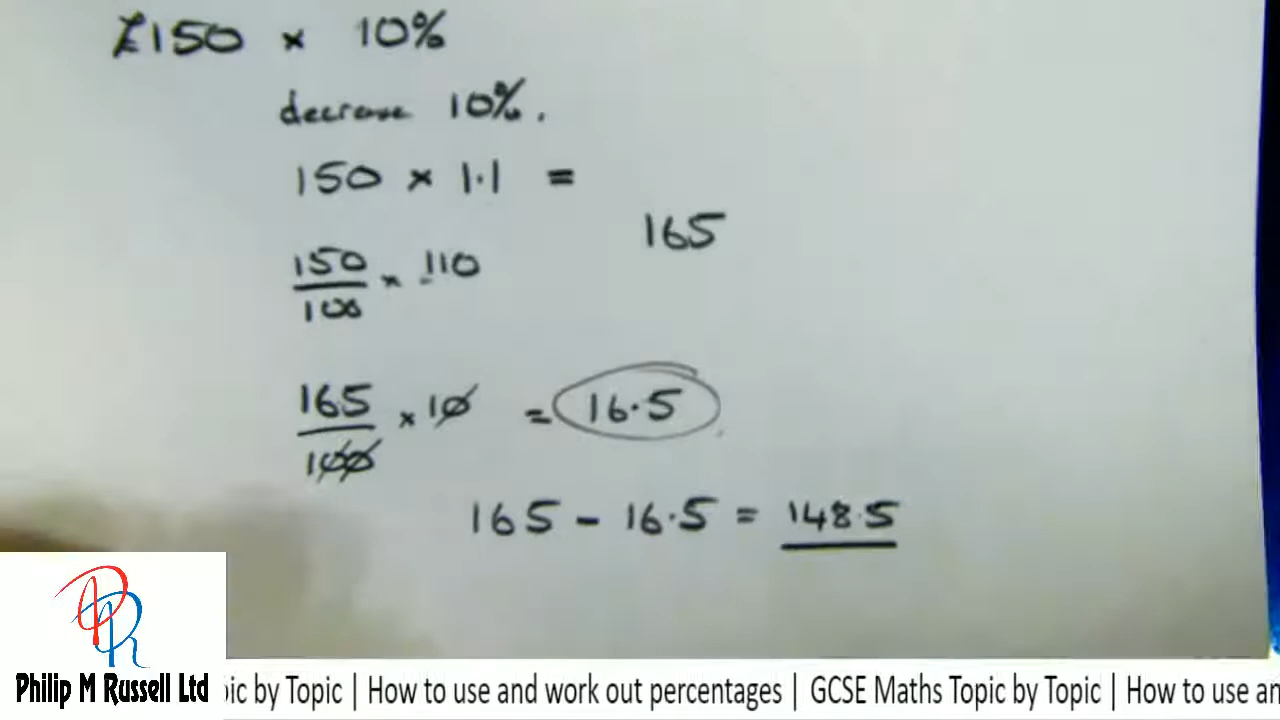 £150 × 10%
decrease 10%.
150 × 1.1 =
165
150/100 × 110
165/100 × 10 = 16.5
165 - 16.5 = 148.5
PR
Philip M Russell Ltd
ic by Topic | How to use and work out percentages | GCSE Maths Topic by Topic | How to use an